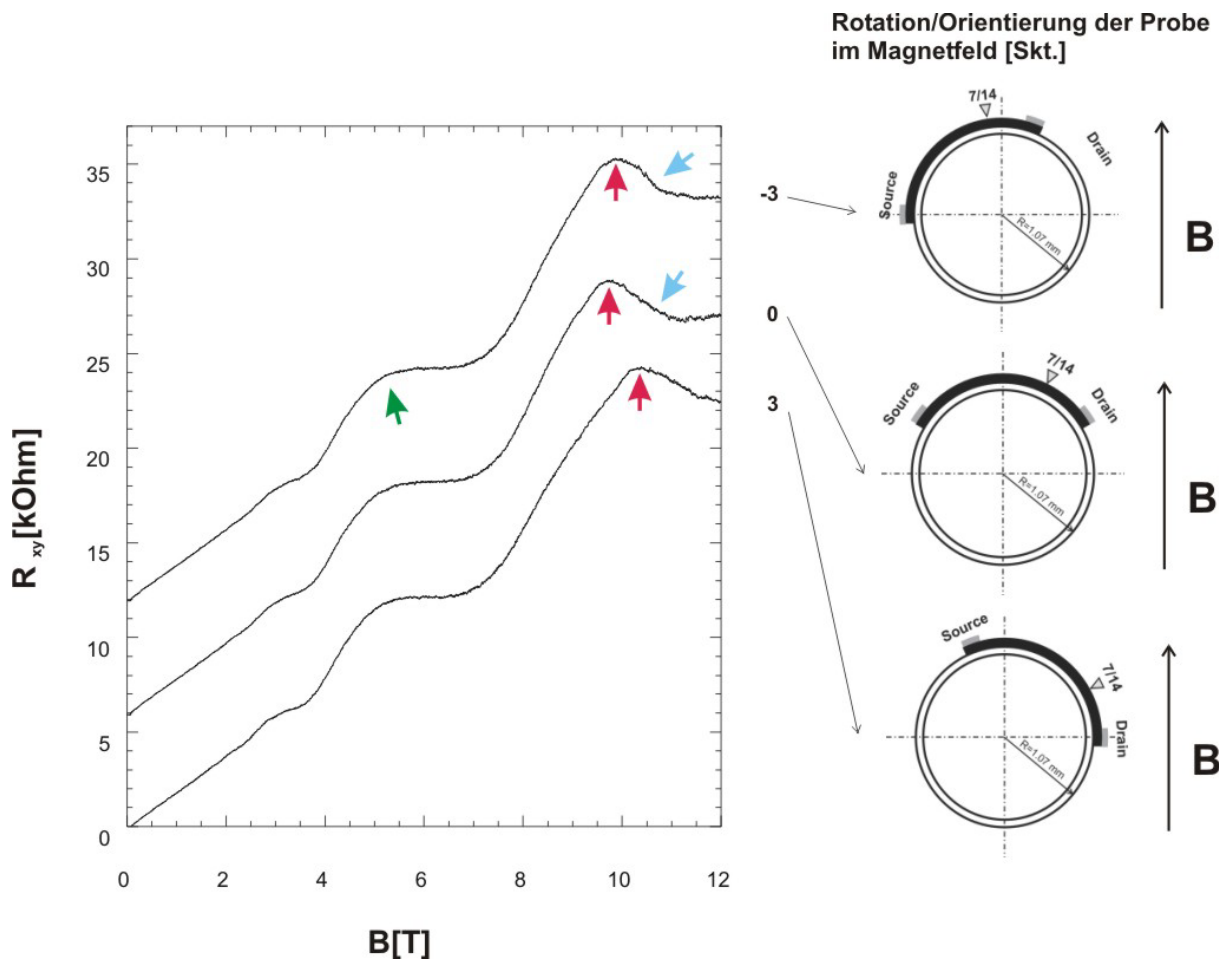 Rotation/Orientierung der Probe
im Magnetfeld [Skt.]
35
30
25
20
15
10
5
0
R xy[kOhm]
0 2 4 6 8 10 12
B[T]
-3
0
3
7/14
Source
Drain
R=1.07 mm
B
7/14
Source
Drain
R=1.07 mm
B
Source
7/14
Drain
R=1.07 mm
B